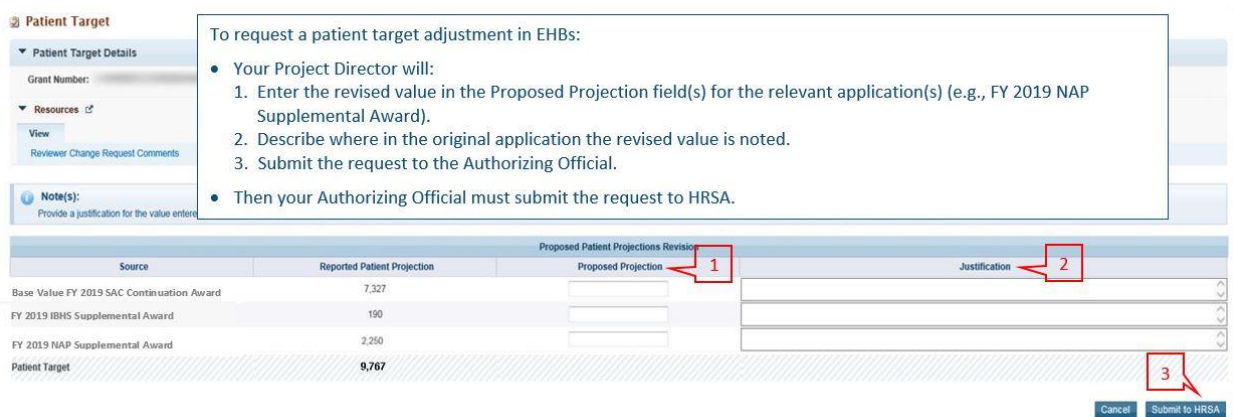 Patient Target
To request a patient target adjustment in EHBs:
Patient Target Details
• Your Project Director will:
Grant Number:
1. Enter the revised value in the Proposed Projection field(s) for the relevant application(s) (e.g., FY 2019 NAP
Supplemental Award).
Resources
2. Describe where in the original application the revised value is noted.
View
3. Submit the request to the Authorizing Official.
Reviewer Change Request Comments
• Then your Authorizing Official must submit the request to HRSA.
Note(s):
Provide a justification for the value entere
Proposed Patient Projections Revision
Source Reported Patient Projection Proposed Projection 1 Justification 2
Base Value FY 2019 SAC Continuation Award 7,327
FY 2019 IBHS Supplemental Award 190
FY 2019 NAP Supplemental Award 2,250
Patient Target 9,767
3
Cancel Submit to HRSA